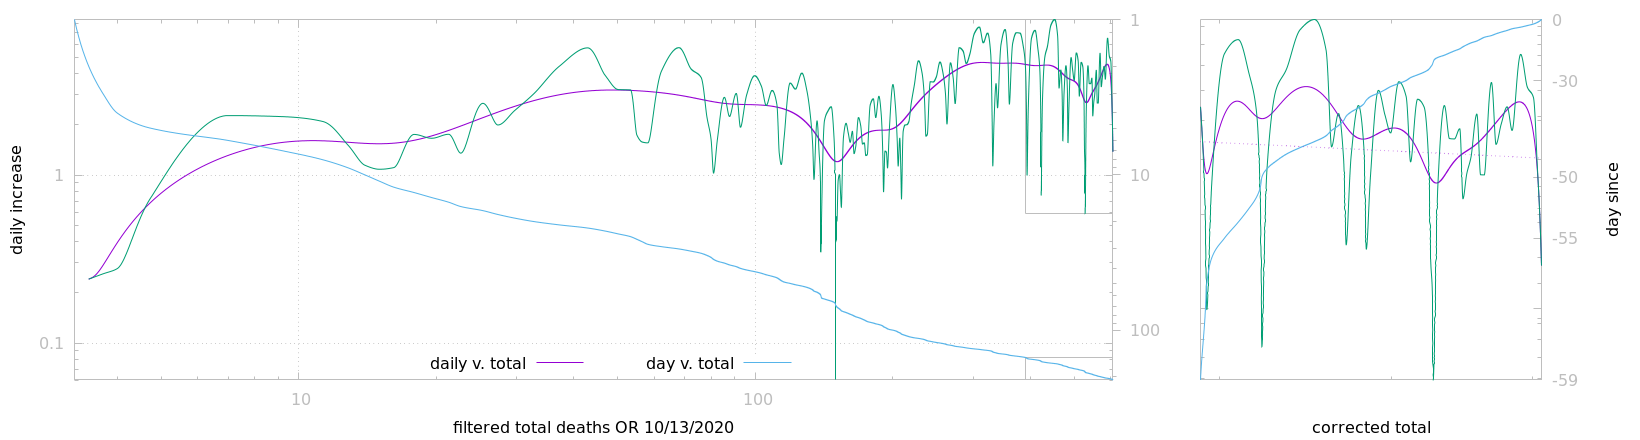 daily increase
1
0.1
10
100
daily v. total
day v. total
filtered total deaths OR 10/13/2020
1
10
100
0
-30
-50
-55
-59
day since
corrected total